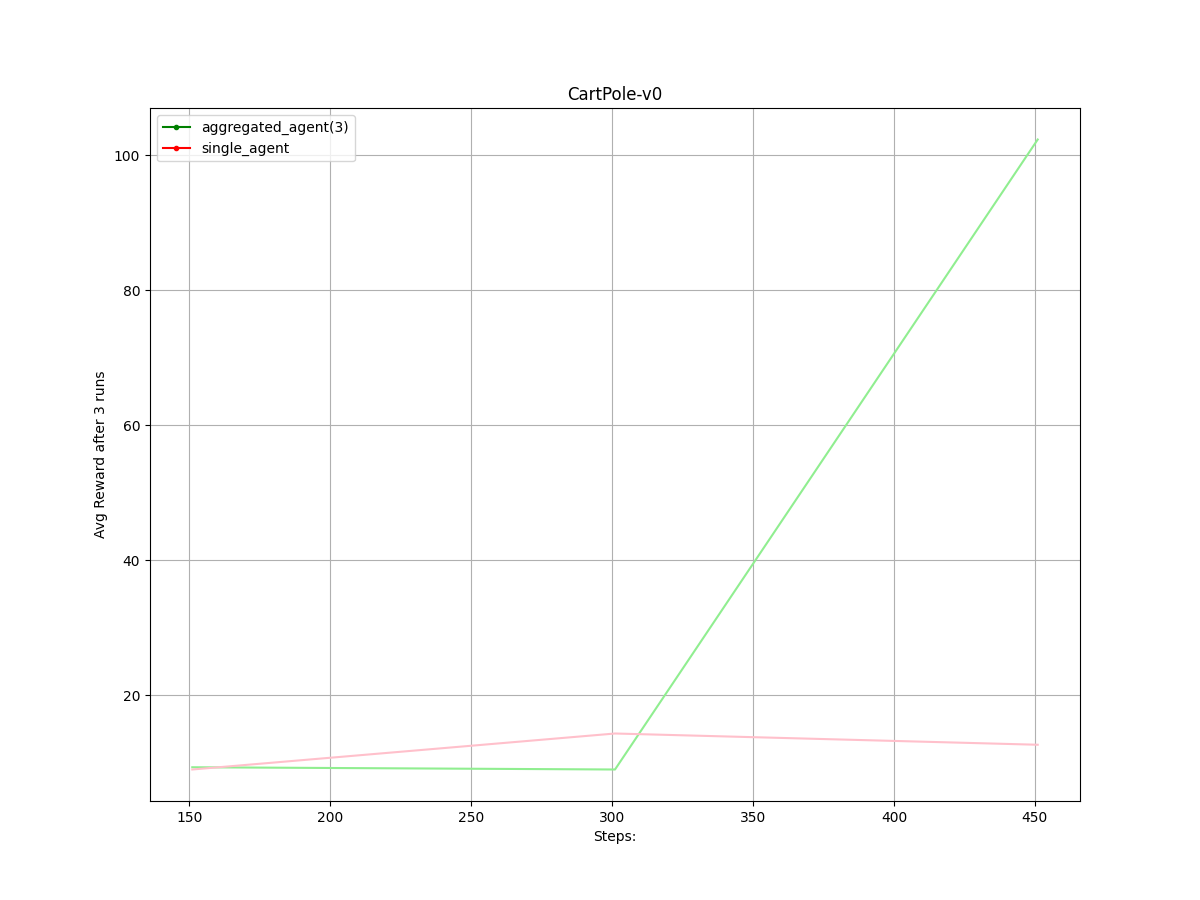 CartPole-v0
aggregated_agent(3)
single_agent
Avg Reward after 3 runs
100
80
60
40
20
150 200 250 300 350 400 450
Steps: